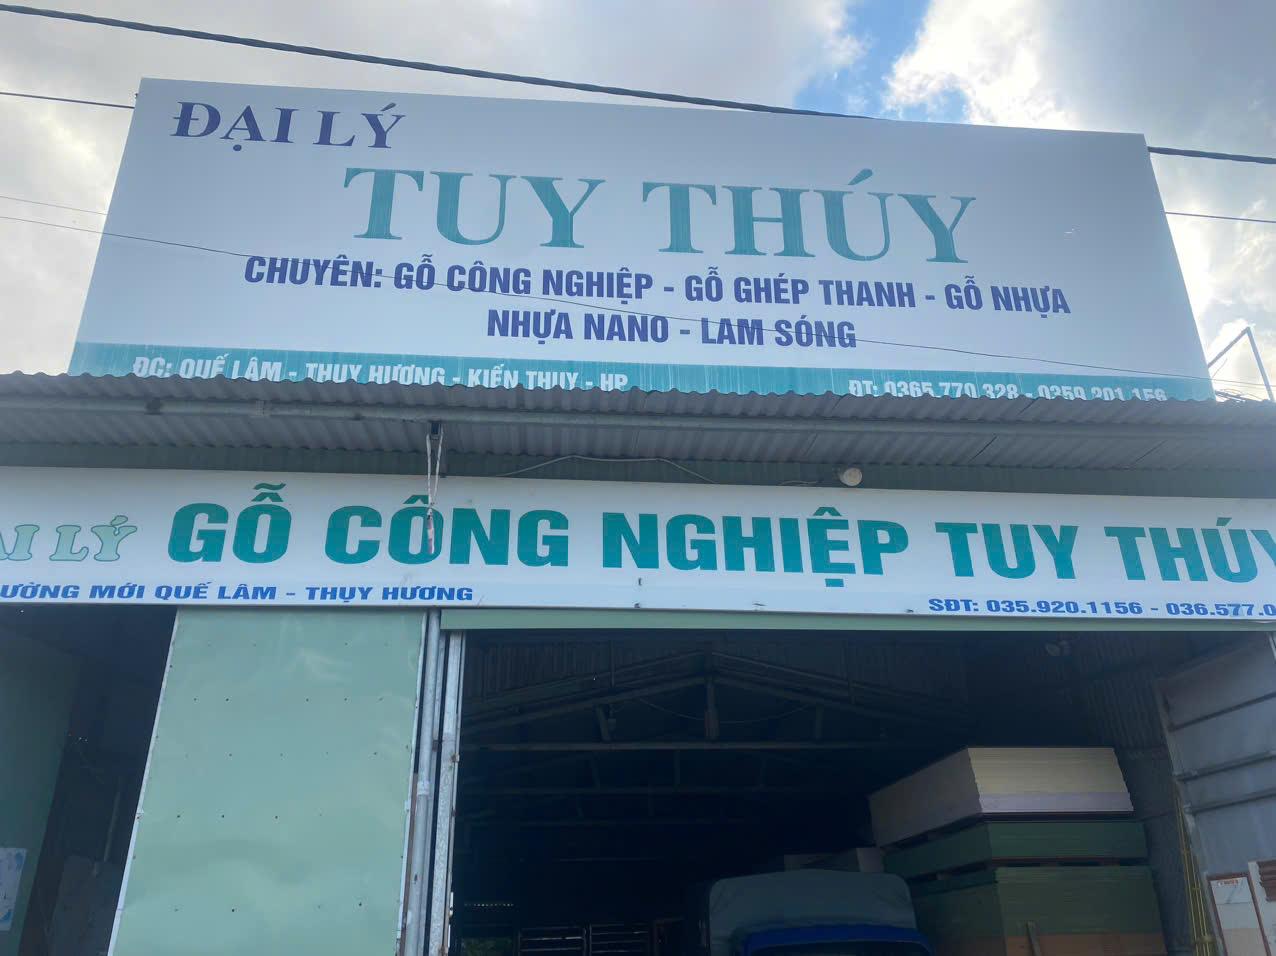 ĐẠI LÝ
TUY THÚY
CHUYÊN: GỖ CÔNG NGHIỆP - GỖ GHÉP THANH - GỖ NHỰA
NHỰA NANO - LAM SÓNG
ĐC: QUẾ LÂM - THỤY HƯƠNG - KIẾN THỤY - HP
ĐT: 0365.770.328 - 0359.201.156
LÝ GỖ CÔNG NGHIỆP TUY THÚY
MỚI QUẾ LÂM - THỤY HƯƠNG
SĐT: 035.920.1156 - 036.577.0